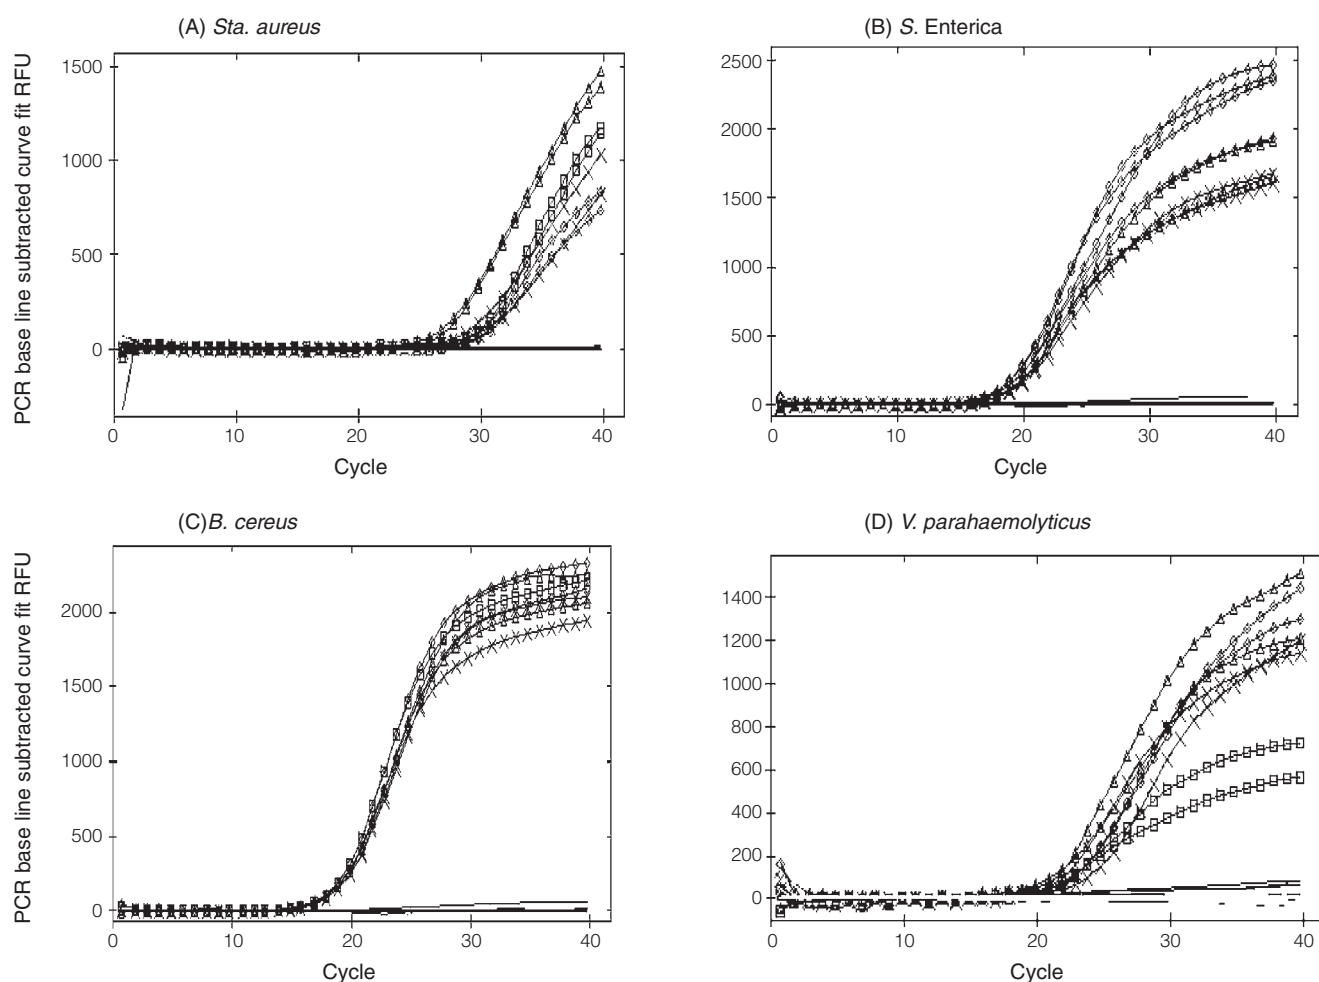 (A) Sta. aureus
PCR base line subtracted curve fit RFU
1500
1000
500
0
0 10 20 30 40
Cycle
(B) S. Enterica
2500
2000
1500
1000
500
0
0 10 20 30 40
Cycle
(C)B. cereus
PCR base line subtracted curve fit RFU
2000
1500
1000
500
0
0 10 20 30 40
Cycle
(D) V. parahaemolyticus
1400
1200
1000
800
600
400
200
0
0 10 20 30 40
Cycle